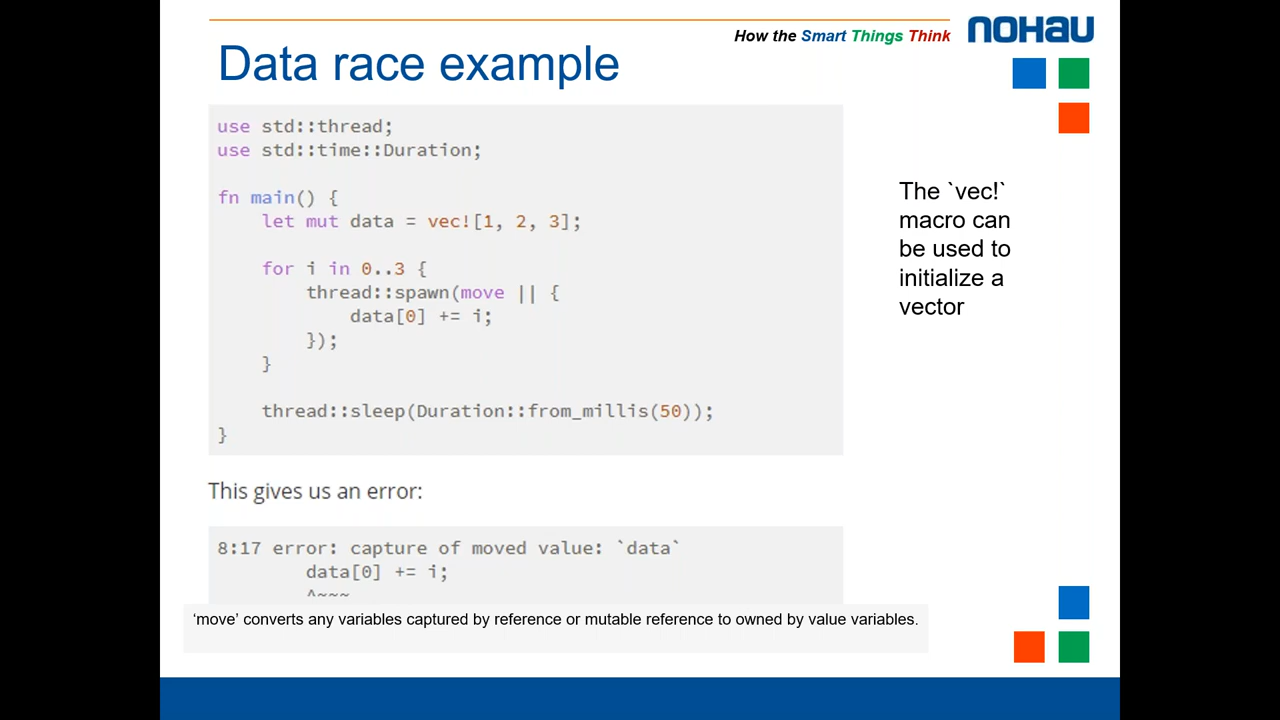 How the Smart Things Think
nohau
Data race example
use std::thread;
use std::time::Duration;
fn main() {
    let mut data = vec![1, 2, 3];
    for i in 0..3 {
        thread::spawn(move || {
            data[0] += i;
        });
    }
    thread::sleep(Duration::from_millis(50));
}
The `vec!`
macro can
be used to
initialize a
vector
This gives us an error:
8:17 error: capture of moved value: `data`
        data[0] += i;
        ^~~~
‘move’ converts any variables captured by reference or mutable reference to owned by value variables.